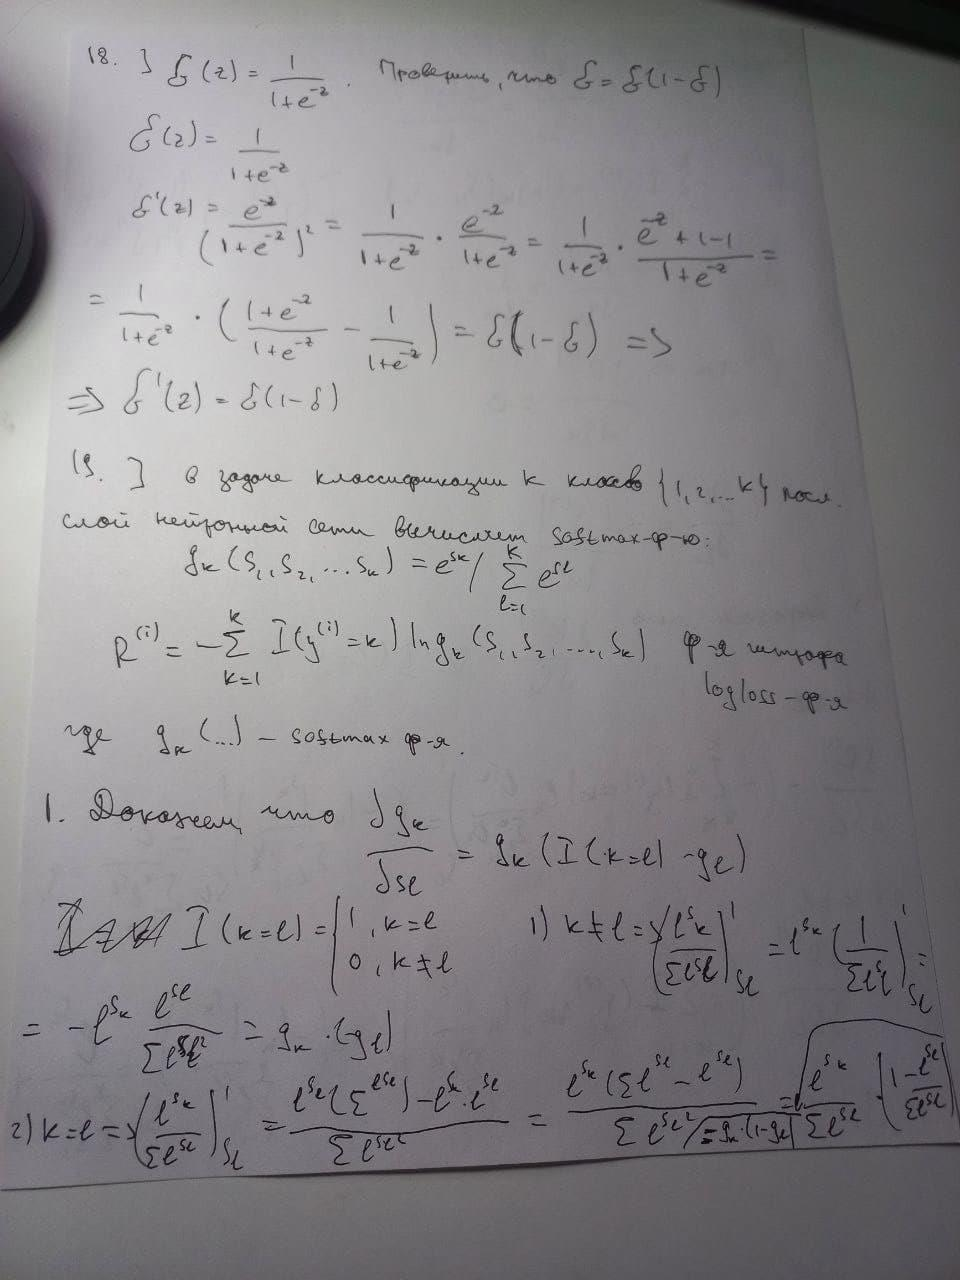 18. ] σ(z) = 1/(1+e^{-z}). Проверить, что σ = σ(1-σ)
σ(z) = 1/(1+e^{-z})
σ'(z) = e^{-z}/(1+e^{-z})^2 = 1/(1+e^{-z}) · e^{-z}/(1+e^{-z}) = 1/(1+e^{-z}) · (e^{-z}+1-1)/(1+e^{-z}) =
= 1/(1+e^{-z}) · ((1+e^{-z})/(1+e^{-z}) - 1/(1+e^{-z})) = σ(1-σ) =>
=> σ'(z) = σ(1-σ)
19. ] в задаче классификации K класов {1,2,...K} посл.
слой нейронной сети вычисляет softmax-ф-ю:
g_k(s_1,s_2,...s_k) = e^{s_k} / Σ_{l=1}^{K} e^{s_l}
R^{(i)} = -Σ_{k=1}^{K} I(y^{(i)}=k) ln g_k(s_1,s_2,...,s_k) ф-я штрафа
logloss-ф-я
где g_k(...) - softmax ф-я.
1. Докажем, что ∂g_k/∂s_l = g_k(I(k=l) - g_l)
I(k=l) = { 1, k=l
0, k≠l
1) k≠l => (e^{s_k}/Σe^{s_l})'_{s_l} = e^{s_k}(1/Σe^{s_l})'_{s_l} =
= -e^{s_k} e^{s_l}/Σe^{s_l}^2 = g_k·(-g_l)
2) k=l => (e^{s_k}/Σe^{s_l})'_{s_l} = (e^{s_l}(Σe^{s_l}) - e^{s_k}·e^{s_l})/Σe^{s_l}^2 = e^{s_k}(Σe^{s_l} - e^{s_l})/Σe^{s_l}^2 = e^{s_k}/Σe^{s_l} · (1 - e^{s_l}/Σe^{s_l})
= g_k·(1-g_l)